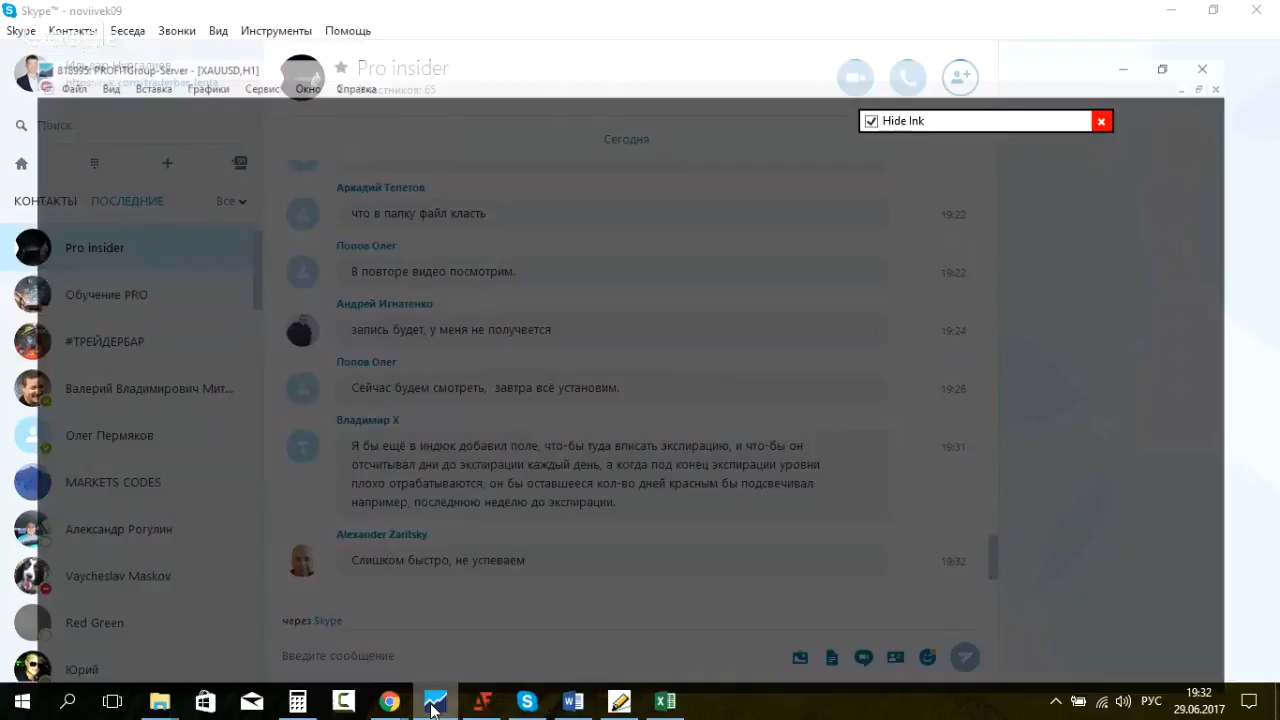 Skype™ - noviivek09
Skype Контакты Беседа Звонки Вид Инструменты Помощь
Pro insider
818995: PROFITGroup-Server - [XAUUSD,H1]
Файл Вид Вставка Графики Сервис Окно Справка
участников: 65
Hide Ink
Поиск
Сегодня
КОНТАКТЫ ПОСЛЕДНИЕ Все
Pro insider
Обучение PRO
#ТРЕЙДЕРБАР
Валерий Владимирович Мит...
Олег Пермяков
MARKETS CODES
Александр Рогулин
Vaycheslav Maskov
Red Green
Юрий
Аркадий Тепетов
что в папку файл класть 19:22
Попов Олег
В повторе видео посмотрим. 19:22
Андрей Игнатенко
запись будет, у меня не получвется 19:24
Попов Олег
Сейчас будем смотреть, завтра всё установим. 19:26
Владимир Х
Я бы ещё в индюк добавил поле, что-бы туда вписать экспирацию, и что-бы он 19:31
отсчитывал дни до экспирации каждый день, а когда под конец экспирации уровни
плохо отрабатываются, он бы оставшееся кол-во дней красным бы подсвечивал
например, последнюю неделю до экспирации.
Alexander Zaritsky
Слишком быстро, не успеваем 19:32
через Skype
Введите сообщение
РУС
19:32
29.06.2017